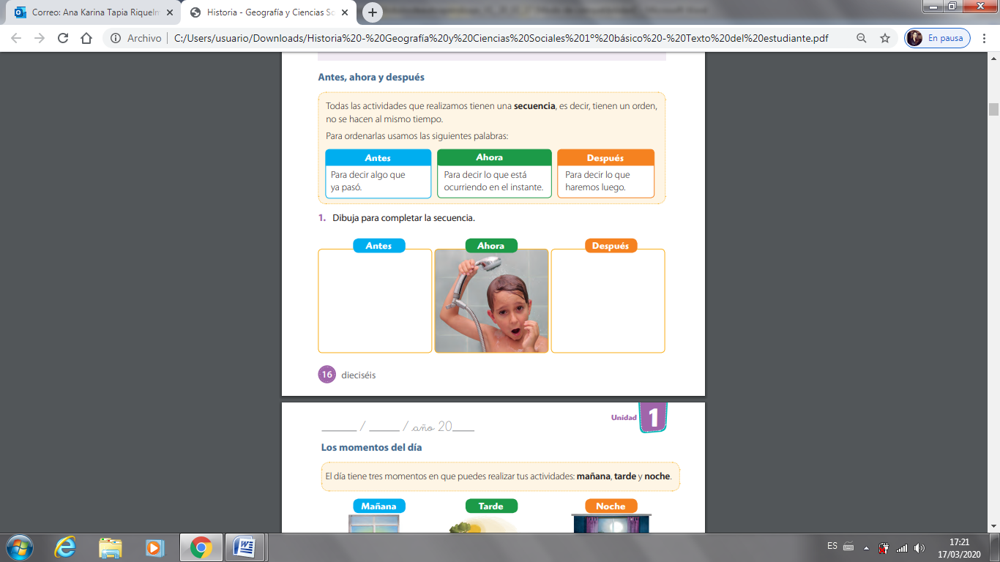 Correo: Ana Karina Tapia Riquelm
Historia - Geografía y Ciencias So
Archivo
C:/Users/usuario/Downloads/Historia%20-%20Geografía%20y%20Ciencias%20Sociales%201º%20básico%20-%20Texto%20del%20estudiante.pdf
En pausa
Antes, ahora y después
Todas las actividades que realizamos tienen una secuencia, es decir, tienen un orden,
no se hacen al mismo tiempo.
Para ordenarlas usamos las siguientes palabras:
Antes
Ahora
Después
Para decir algo que
ya pasó.
Para decir lo que está
ocurriendo en el instante.
Para decir lo que
haremos luego.
1. Dibuja para completar la secuencia.
Antes
Ahora
Después
16 dieciséis
Unidad 1
/ / año 20
Los momentos del día
El día tiene tres momentos en que puedes realizar tus actividades: mañana, tarde y noche.
Mañana
Tarde
Noche
ES
17:21
17/03/2020